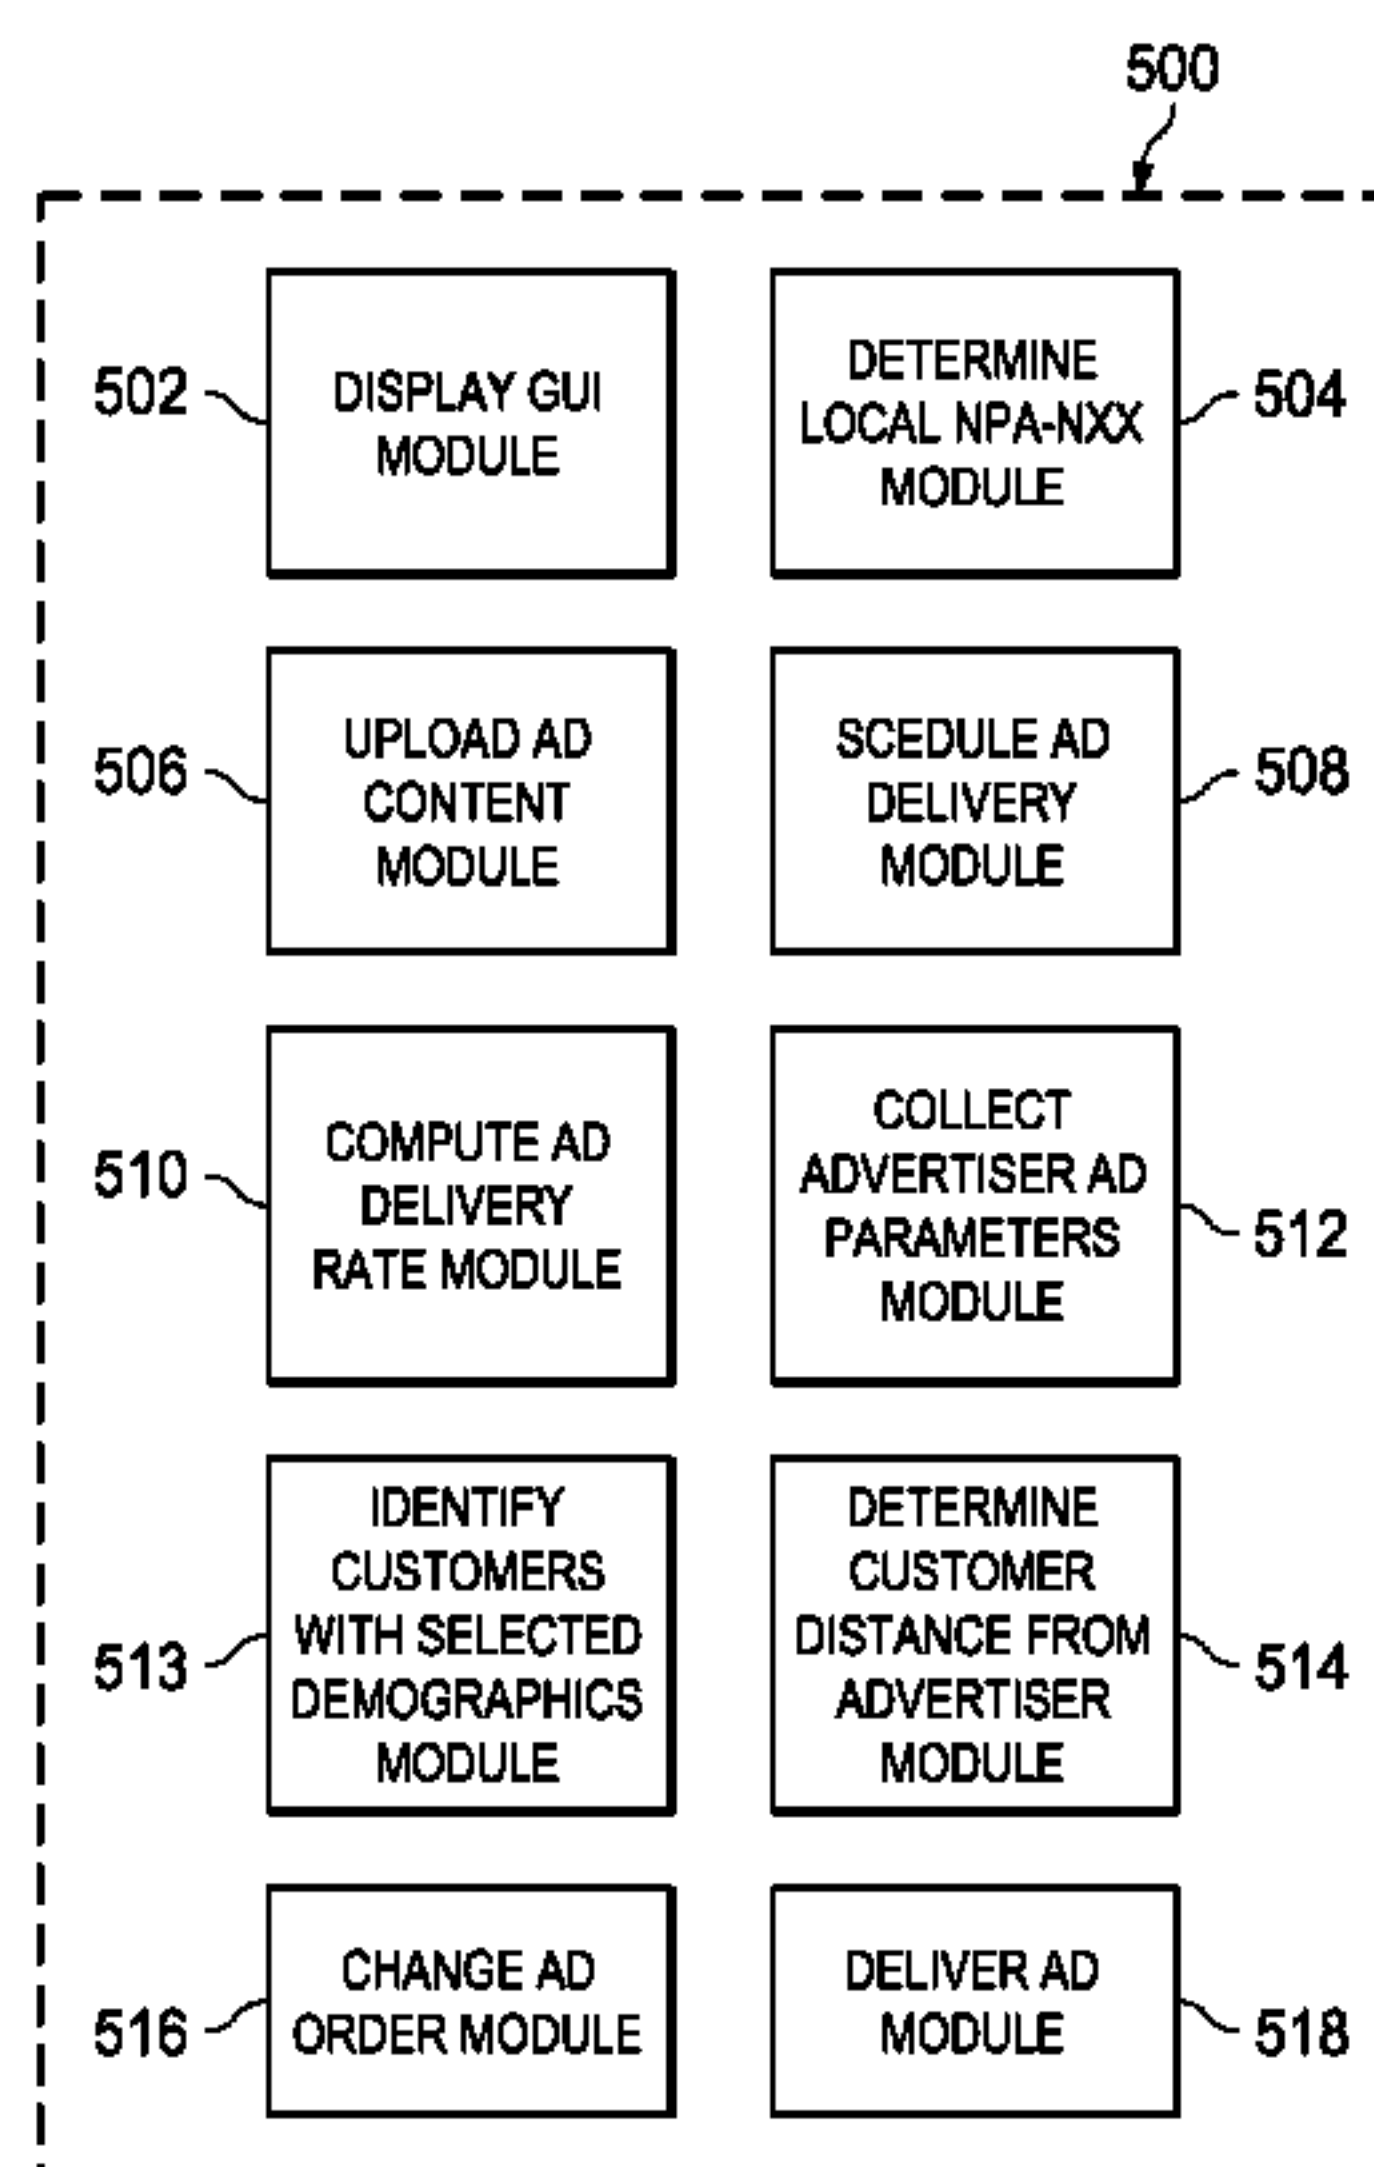 500
502
DISPLAY GUI
MODULE
DETERMINE
LOCAL NPA-NXX
MODULE
504
506
UPLOAD AD
CONTENT
MODULE
SCEDULE AD
DELIVERY
MODULE
508
510
COMPUTE AD
DELIVERY
RATE MODULE
COLLECT
ADVERTISER AD
PARAMETERS
MODULE
512
513
IDENTIFY
CUSTOMERS
WITH SELECTED
DEMOGRAPHICS
MODULE
DETERMINE
CUSTOMER
DISTANCE FROM
ADVERTISER
MODULE
514
516
CHANGE AD
ORDER MODULE
DELIVER AD
MODULE
518